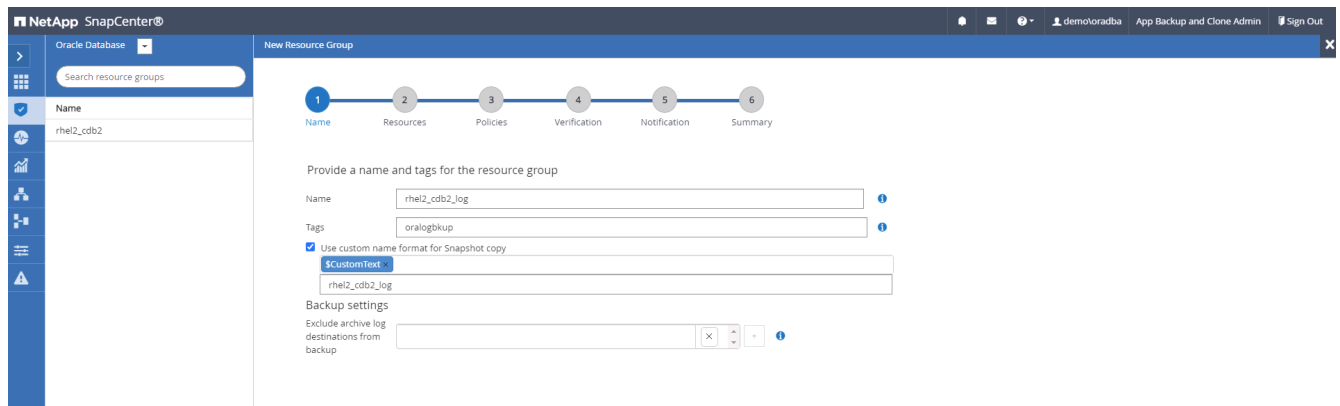 NetApp SnapCenter®
demo\oradba App Backup and Clone Admin Sign Out
Oracle Database
Search resource groups
Name
rhel2_cdb2
New Resource Group
1 2 3 4 5 6
Name Resources Policies Verification Notification Summary
Provide a name and tags for the resource group
Name rhel2_cdb2_log
Tags oralogbkup
Use custom name format for Snapshot copy
$CustomText ×
rhel2_cdb2_log
Backup settings
Exclude archive log
destinations from
backup